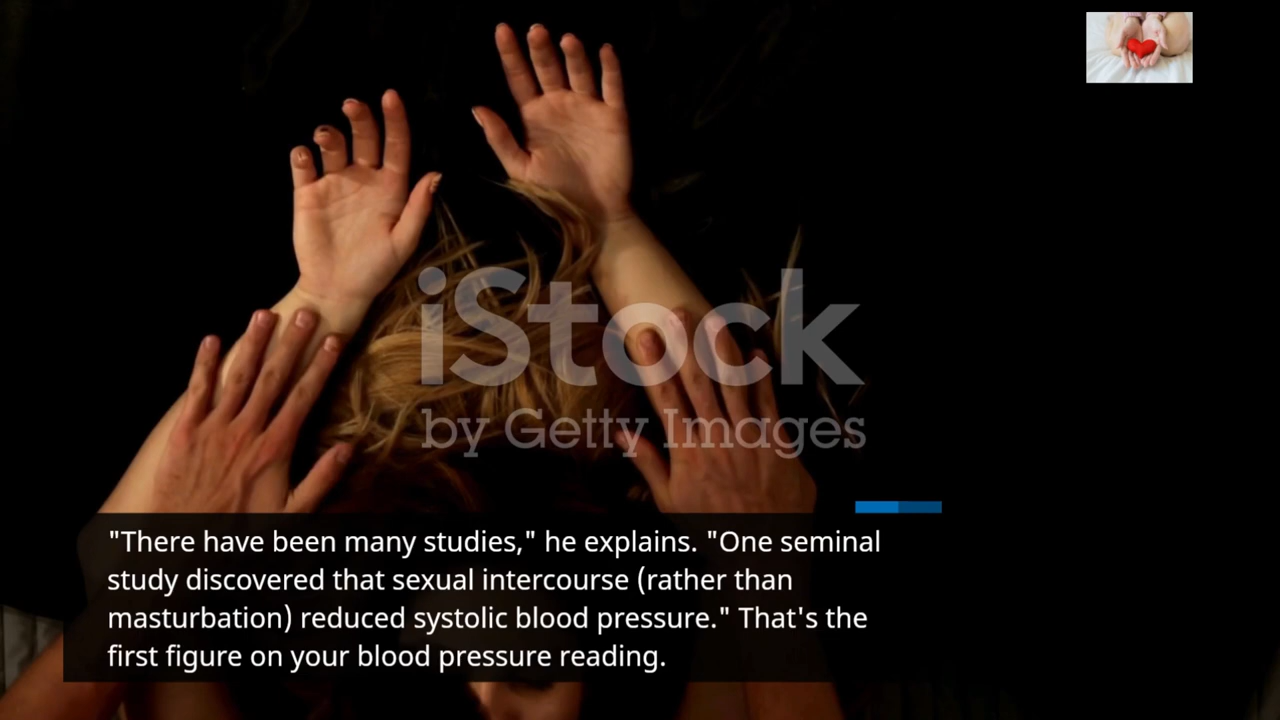 iStock
by Getty Images
"There have been many studies," he explains. "One seminal
study discovered that sexual intercourse (rather than
masturbation) reduced systolic blood pressure." That's the
first figure on your blood pressure reading.